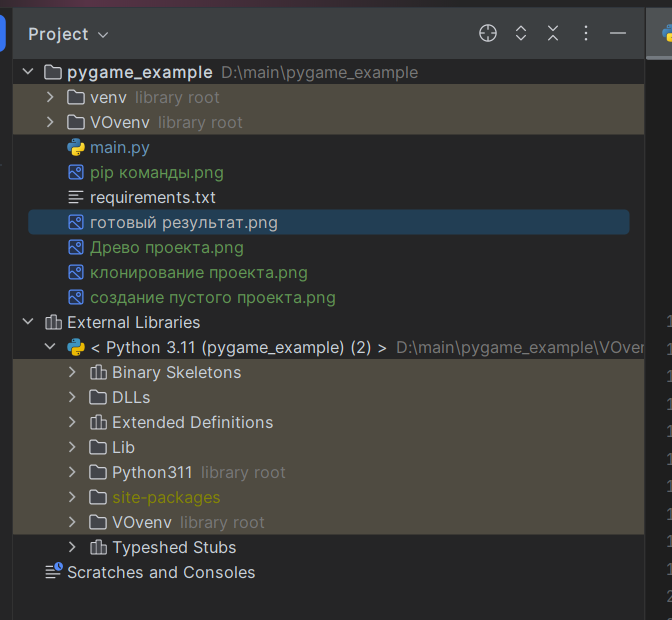 Project
pygame_example D:\main\pygame_example
venv library root
VOvenv library root
main.py
pip команды.png
requirements.txt
готовый результат.png
Древо проекта.png
клонирование проекта.png
создание пустого проекта.png
External Libraries
< Python 3.11 (pygame_example) (2) > D:\main\pygame_example\VOver
Binary Skeletons
DLLs
Extended Definitions
Lib
Python311 library root
site-packages
VOvenv library root
Typeshed Stubs
Scratches and Consoles